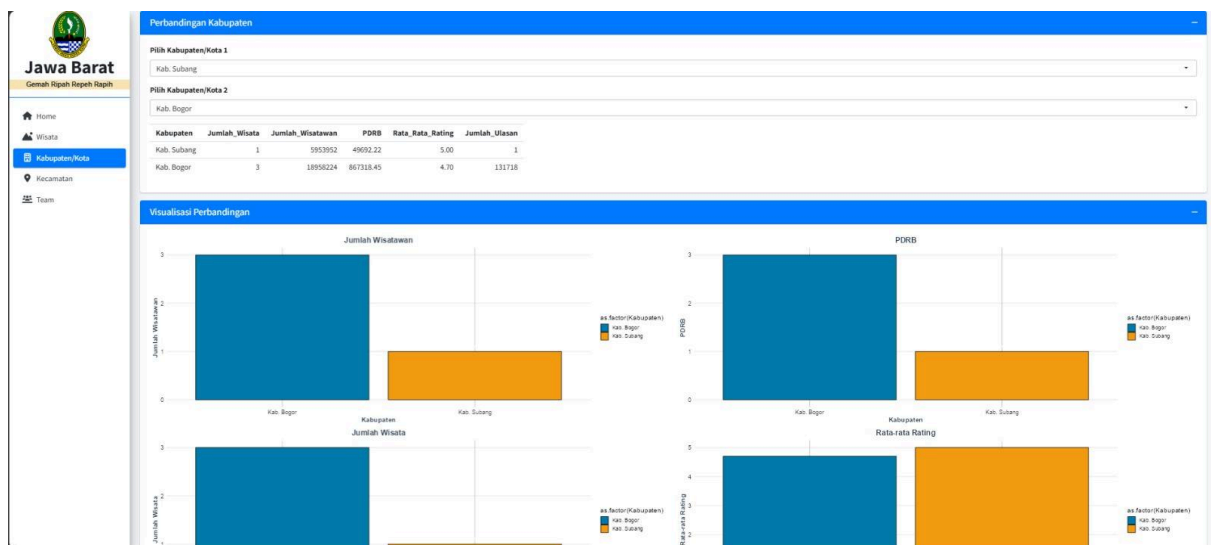 Jawa Barat
Gemah Ripah Repeh Rapih
Home
Wisata
Kabupaten/Kota
Kecamatan
Team
Perbandingan Kabupaten
Pilih Kabupaten/Kota 1
Kab. Subang
Pilih Kabupaten/Kota 2
Kab. Bogor
Kabupaten Jumlah_Wisata Jumlah_Wisatawan PDRB Rata_Rata_Rating Jumlah_Ulasan
Kab. Subang 1 5953952 49692.22 5.00 1
Kab. Bogor 3 18958224 867318.45 4.70 131718
Visualisasi Perbandingan
Jumlah Wisatawan
3
2
1
0
Jumlah Wisatawan
Kab. Bogor Kab. Subang
Kabupaten
as.factor(Kabupaten)
Kab. Bogor
Kab. Subang
PDRB
3
2
1
0
PDRB
Kab. Bogor Kab. Subang
Kabupaten
as.factor(Kabupaten)
Kab. Bogor
Kab. Subang
Jumlah Wisata
3
2
1
Jumlah Wisata
as.factor(Kabupaten)
Kab. Bogor
Kab. Subang
Rata-rata Rating
5
4
3
2
Rata-rata Rating
as.factor(Kabupaten)
Kab. Bogor
Kab. Subang